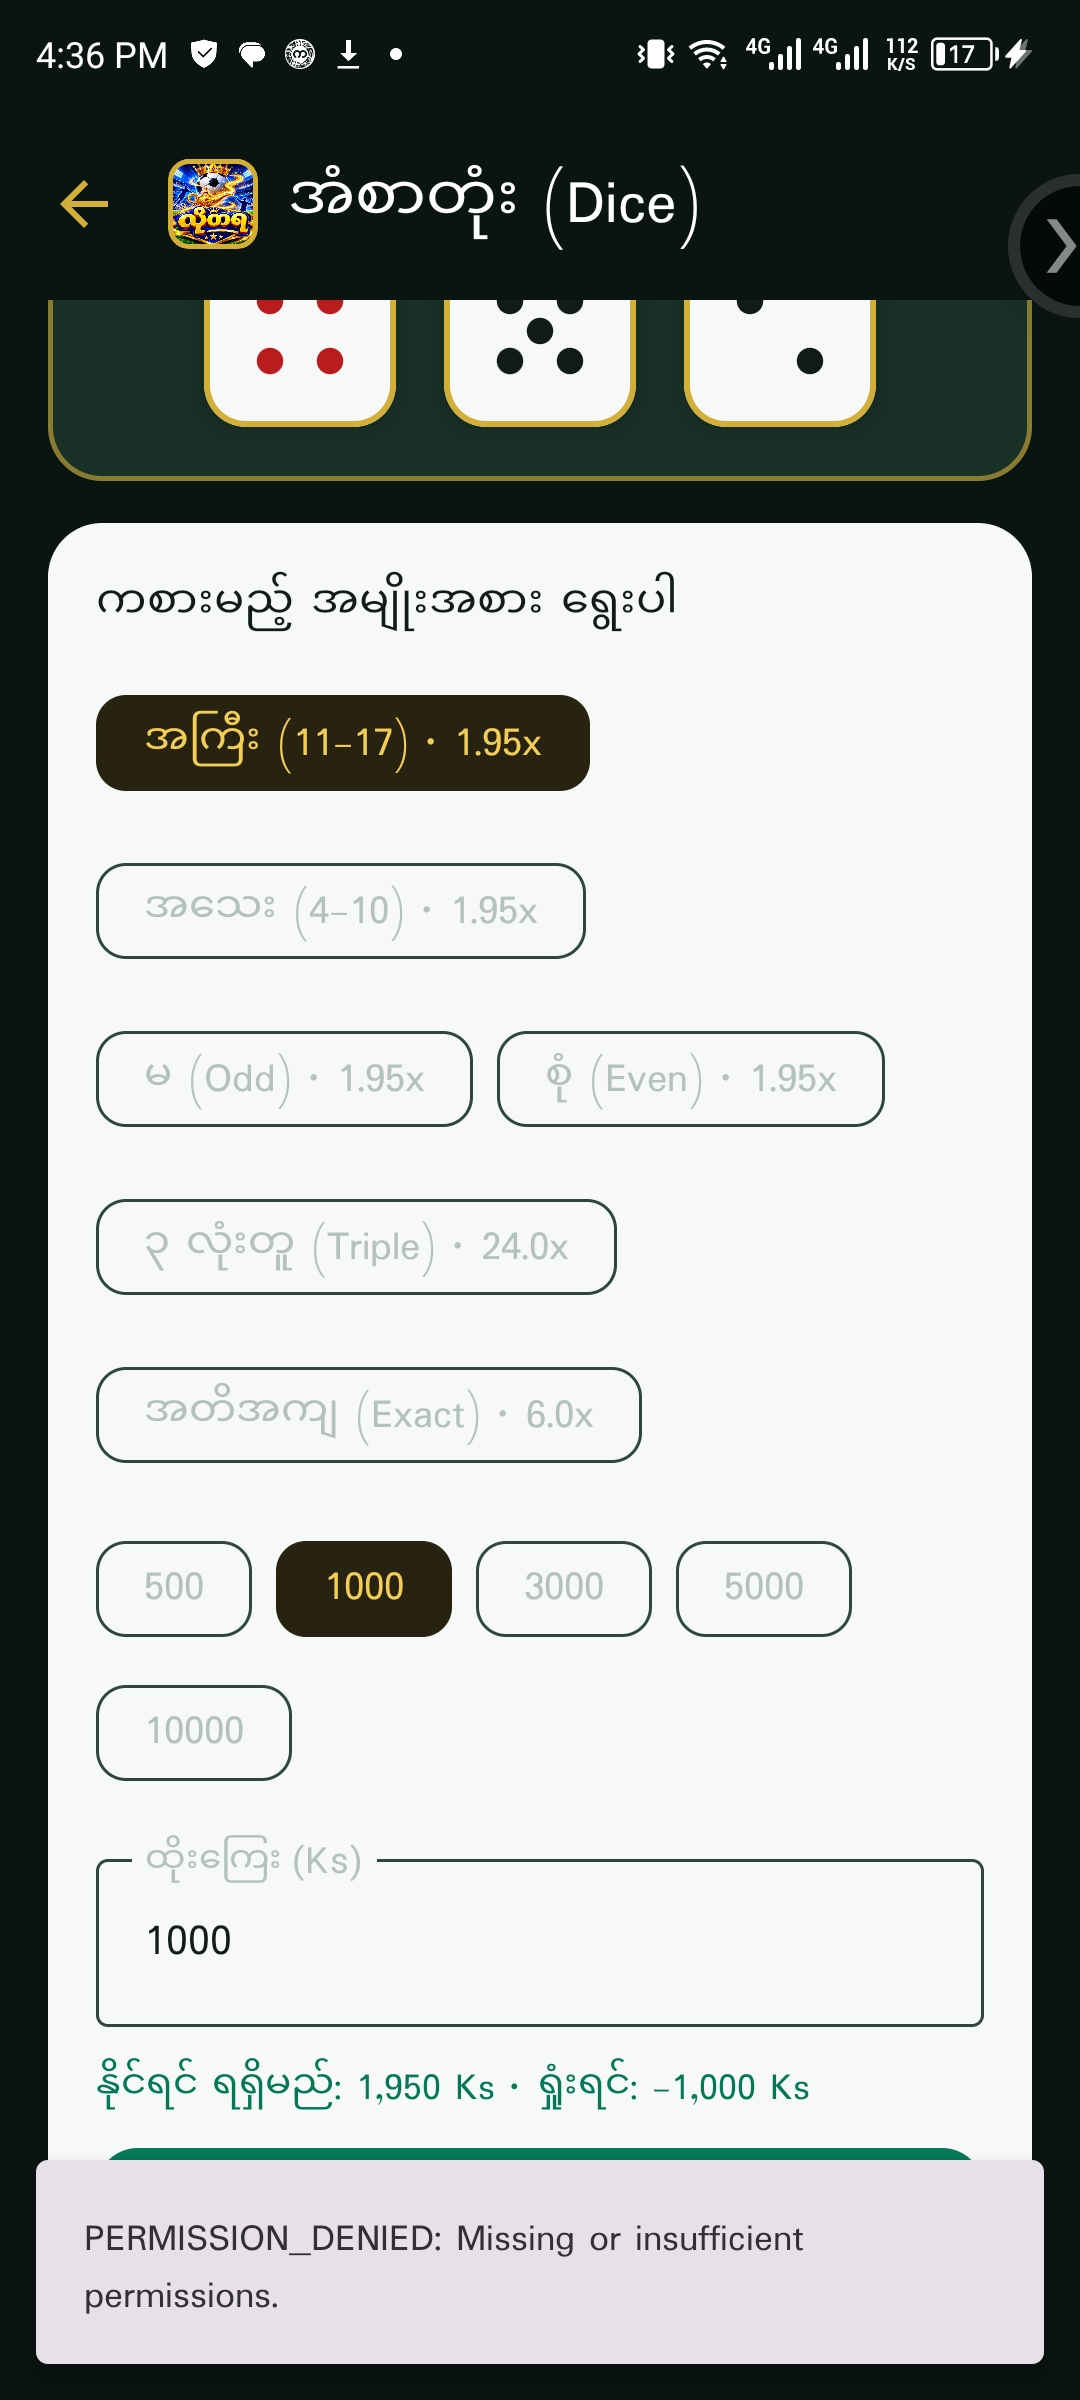 4:36 PM
4G 4G 112 K/S 17
လိုတရ
အံစာတုံး (Dice)
ကစားမည့် အမျိုးအစား ရွေးပါ
အကြီး (11–17) · 1.95x
အသေး (4–10) · 1.95x
မ (Odd) · 1.95x စုံ (Even) · 1.95x
၃ လုံးတူ (Triple) · 24.0x
အတိအကျ (Exact) · 6.0x
500 1000 3000 5000
10000
ထိုးကြေး (Ks)
1000
နိုင်ရင် ရရှိမည်: 1,950 Ks · ရှုံးရင်: –1,000 Ks
PERMISSION_DENIED: Missing or insufficient
permissions.